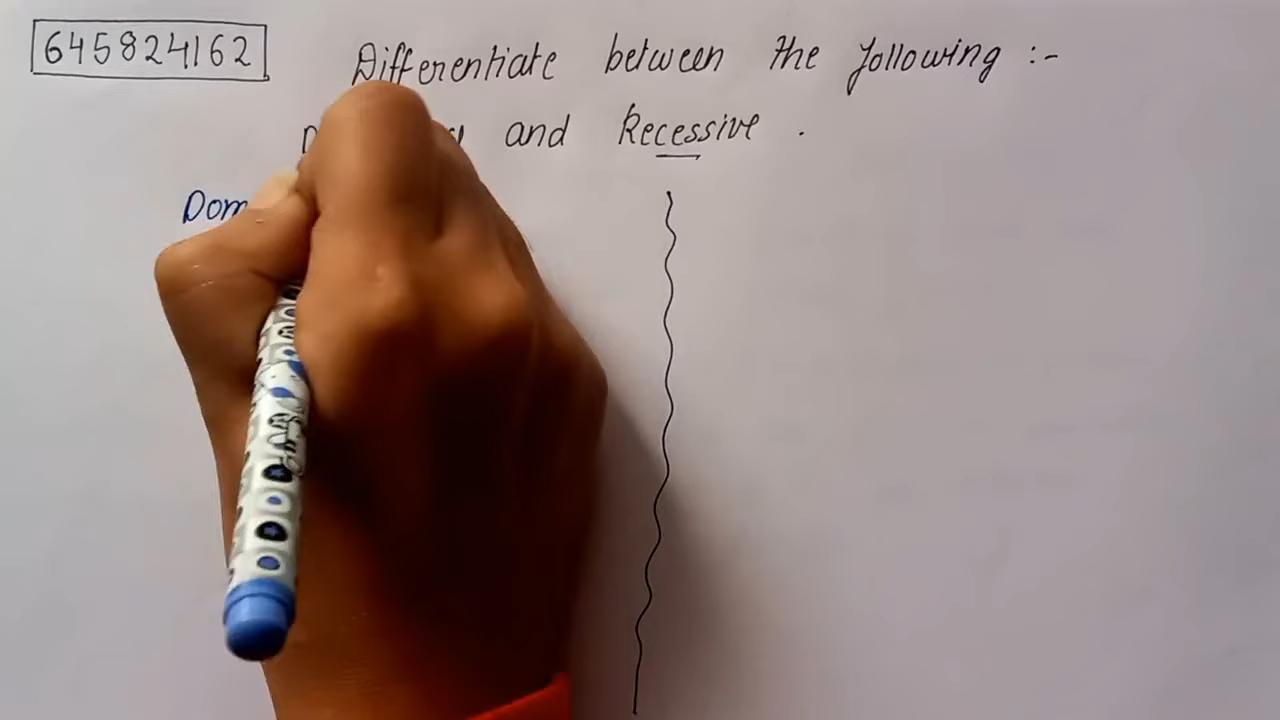 645824162
Differentiate between the following :-
and Recessive .
Dom